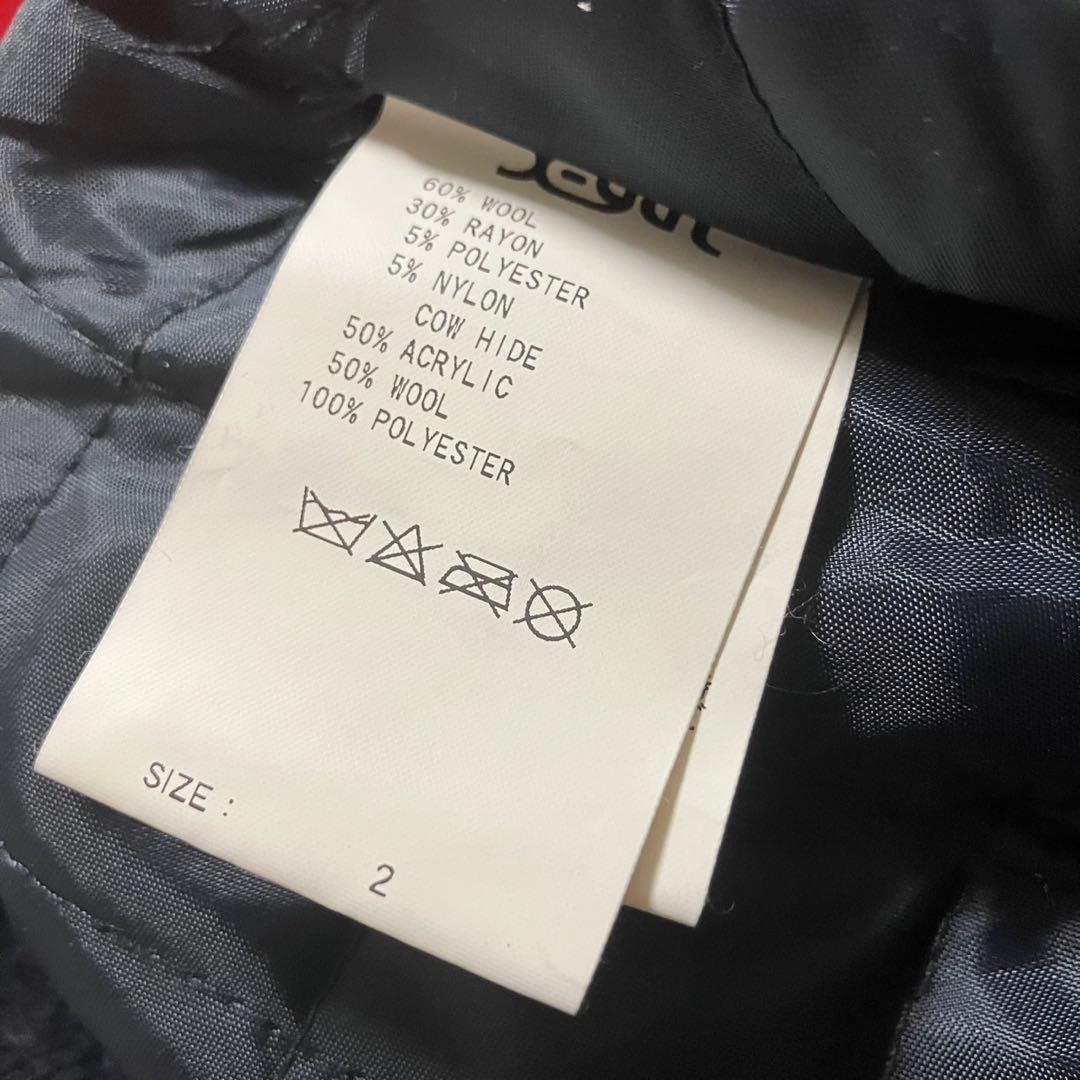 60% WOOL
30% RAYON
5% POLYESTER
5% NYLON
COW HIDE
50% ACRYLIC
50% WOOL
100% POLYESTER
SIZE :
2